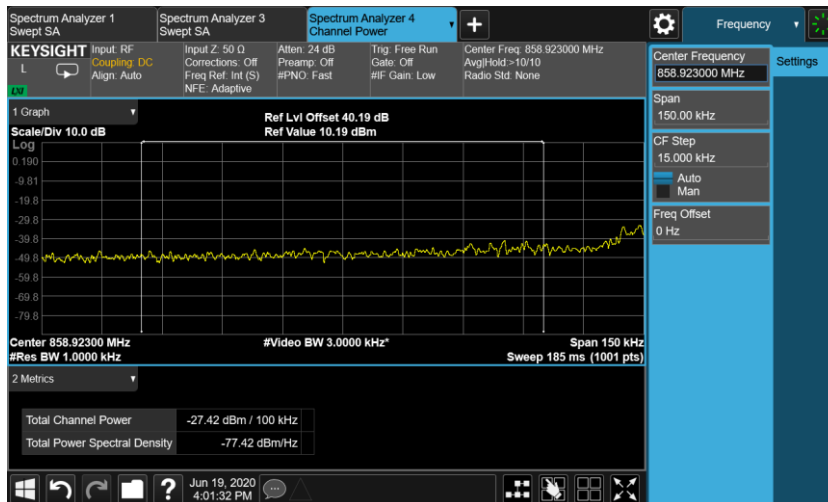 Spectrum Analyzer 1
Swept SA
Spectrum Analyzer 3
Swept SA
Spectrum Analyzer 4
Channel Power
Frequency
KEYSIGHT
L
LXI
Input: RF
Coupling: DC
Align: Auto
Input Z: 50 Ω
Corrections: Off
Freq Ref: Int (S)
NFE: Adaptive
Atten: 24 dB
Preamp: Off
#PNO: Fast
Trig: Free Run
Gate: Off
#IF Gain: Low
Center Freq: 858.923000 MHz
Avg|Hold:>10/10
Radio Std: None
1 Graph
Scale/Div 10.0 dB
Ref Lvl Offset 40.19 dB
Ref Value 10.19 dBm
Log
0.190
-9.81
-19.8
-29.8
-39.8
-49.8
-59.8
-69.8
-79.8
Center 858.92300 MHz
#Res BW 1.0000 kHz
#Video BW 3.0000 kHz*
Span 150 kHz
Sweep 185 ms (1001 pts)
2 Metrics
Total Channel Power -27.42 dBm / 100 kHz
Total Power Spectral Density -77.42 dBm/Hz
Center Frequency
858.923000 MHz
Settings
Span
150.00 kHz
CF Step
15.000 kHz
Auto
Man
Freq Offset
0 Hz
?
Jun 19, 2020
4:01:32 PM